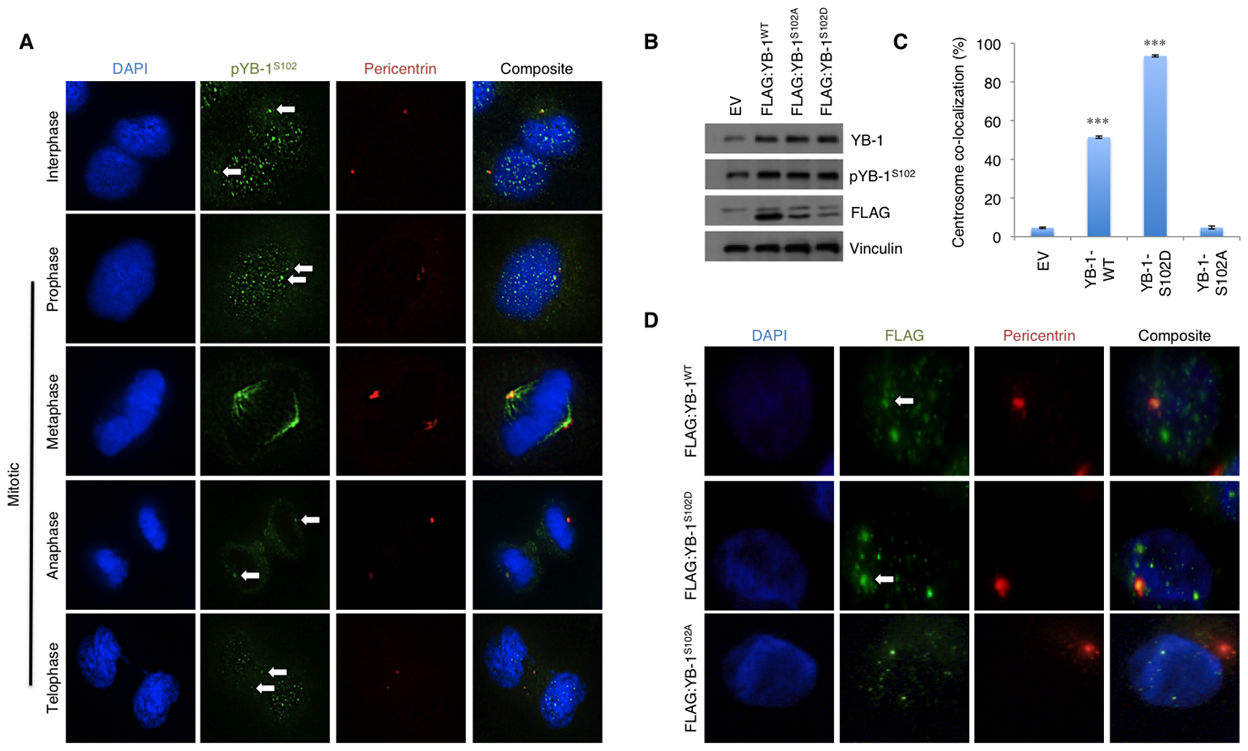 A
DAPI
pYB-1S102
Pericentrin
Composite
Interphase
Prophase
Metaphase
Anaphase
Telophase
Mitotic
B
EV
FLAG:YB-1WT
FLAG:YB-1S102A
FLAG:YB-1S102D
YB-1
pYB-1S102
FLAG
Vinculin
C
Centrosome co-localization (%)
100
80
60
40
20
0
***
***
EV
YB-1-
WT
YB-1-
S102D
YB-1-
S102A
D
DAPI
FLAG
Pericentrin
Composite
FLAG:YB-1WT
FLAG:YB-1S102D
FLAG:YB-1S102A